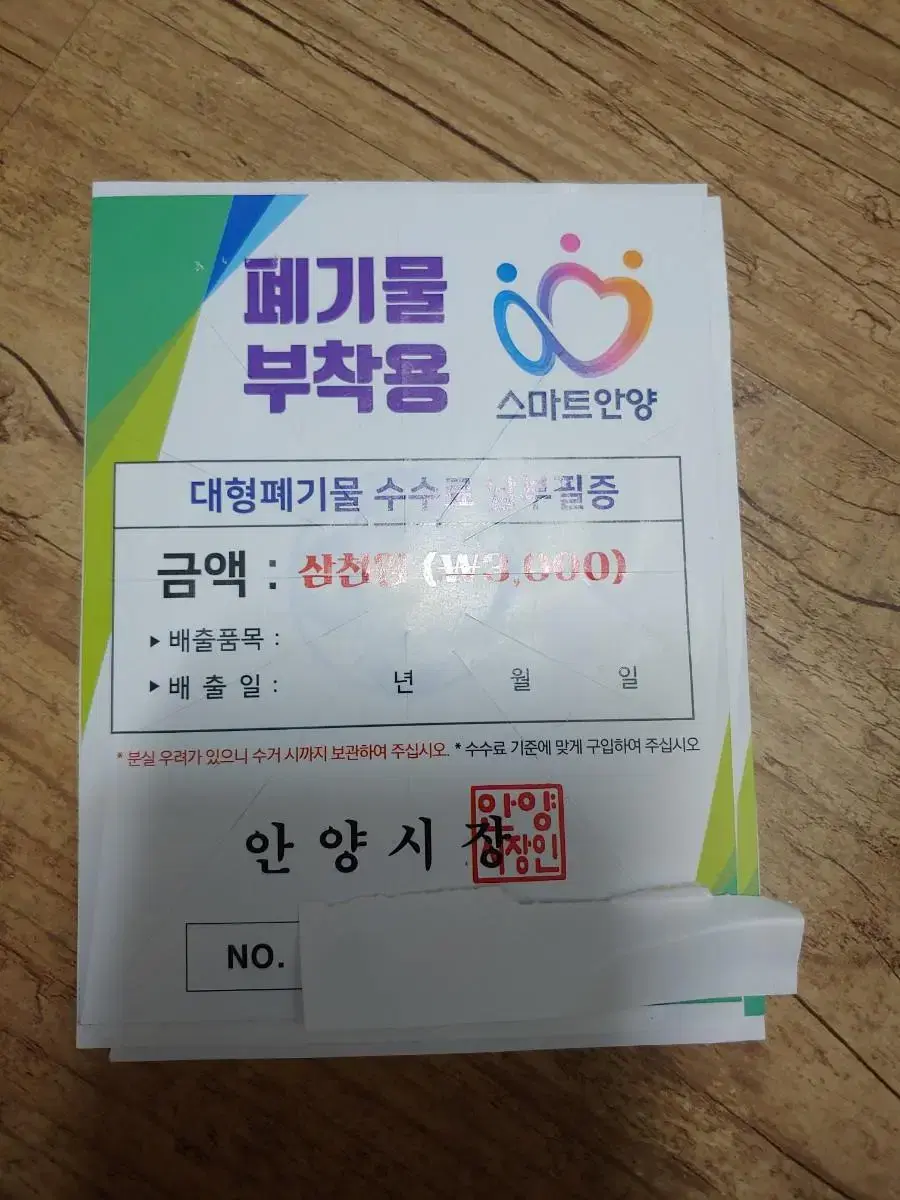 폐기물
부착용
스마트안양
대형폐기물 수수료 납부필증
금액 : 삼천원 (₩3,000)
▶ 배출품목 :
▶ 배 출 일 : 년 월 일
* 분실 우려가 있으니 수거 시까지 보관하여 주십시오. * 수수료 기준에 맞게 구입하여 주십시오
안 양 시 장
안양
시장인
NO.